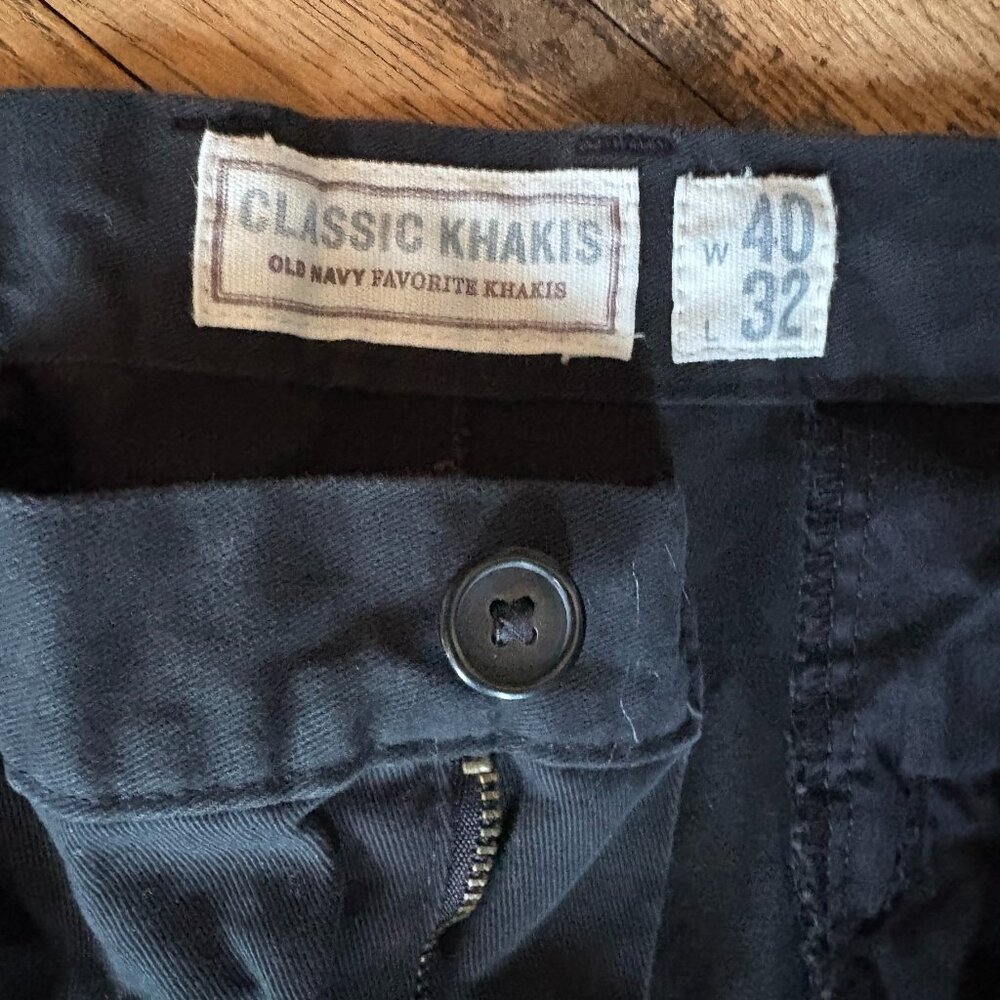 CLASSIC KHAKIS
OLD NAVY FAVORITE KHAKIS
W 40
L 32